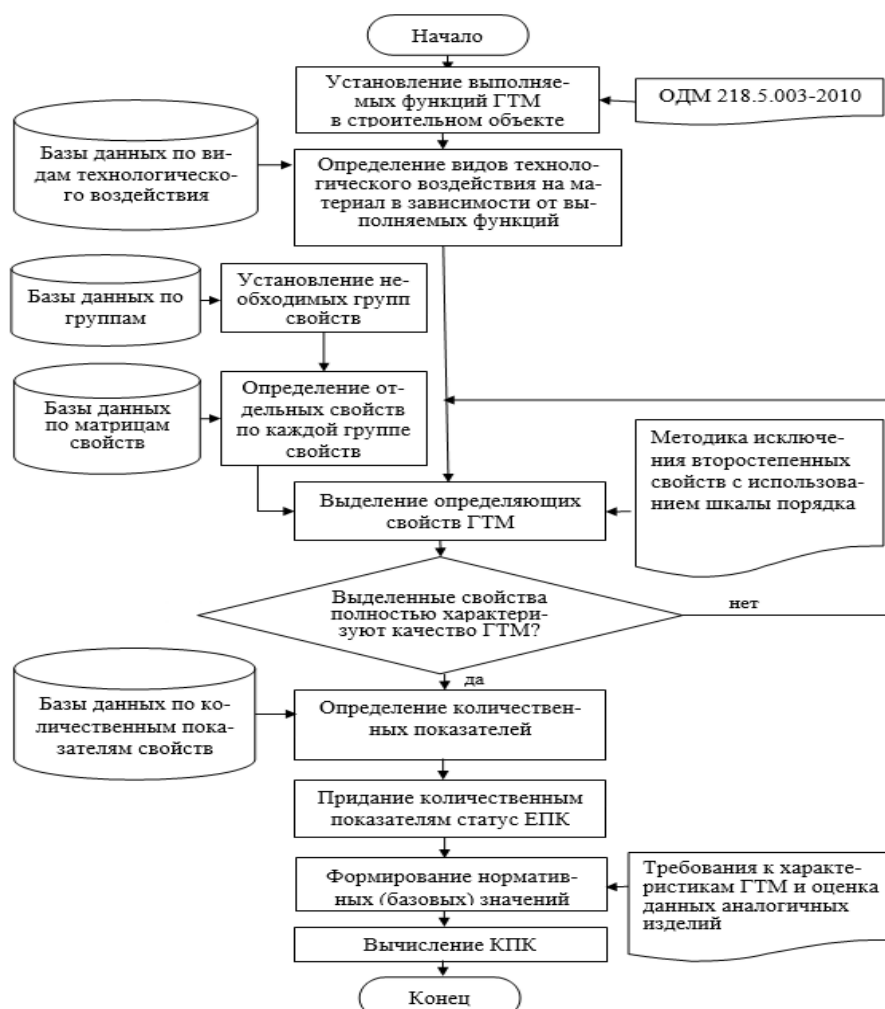 Начало
Установление выполняе-
мых функций ГТМ
в строительном объекте
ОДМ 218.5.003-2010
Базы данных по ви-
дам технологическо-
го воздействия
Определение видов техноло-
гического воздействия на ма-
териал в зависимости от вы-
полняемых функций
Базы данных по
группам
Установление не-
обходимых групп
свойств
Базы данных
по матрицам
свойств
Определение от-
дельных свойств
по каждой группе
свойств
Методика исключе-
ния второстепенных
свойств с использова-
нием шкалы порядка
Выделение определяющих
свойств ГТМ
Выделенные свойства
полностью характери-
зуют качество ГТМ?
нет
да
Базы данных по ко-
личественным пока-
зателям свойств
Определение количествен-
ных показателей
Придание количественным
показателям статус ЕПК
Формирование норматив-
ных (базовых) значений
Требования к характе-
ристикам ГТМ и оценка
данных аналогичных
изделий
Вычисление КПК
Конец